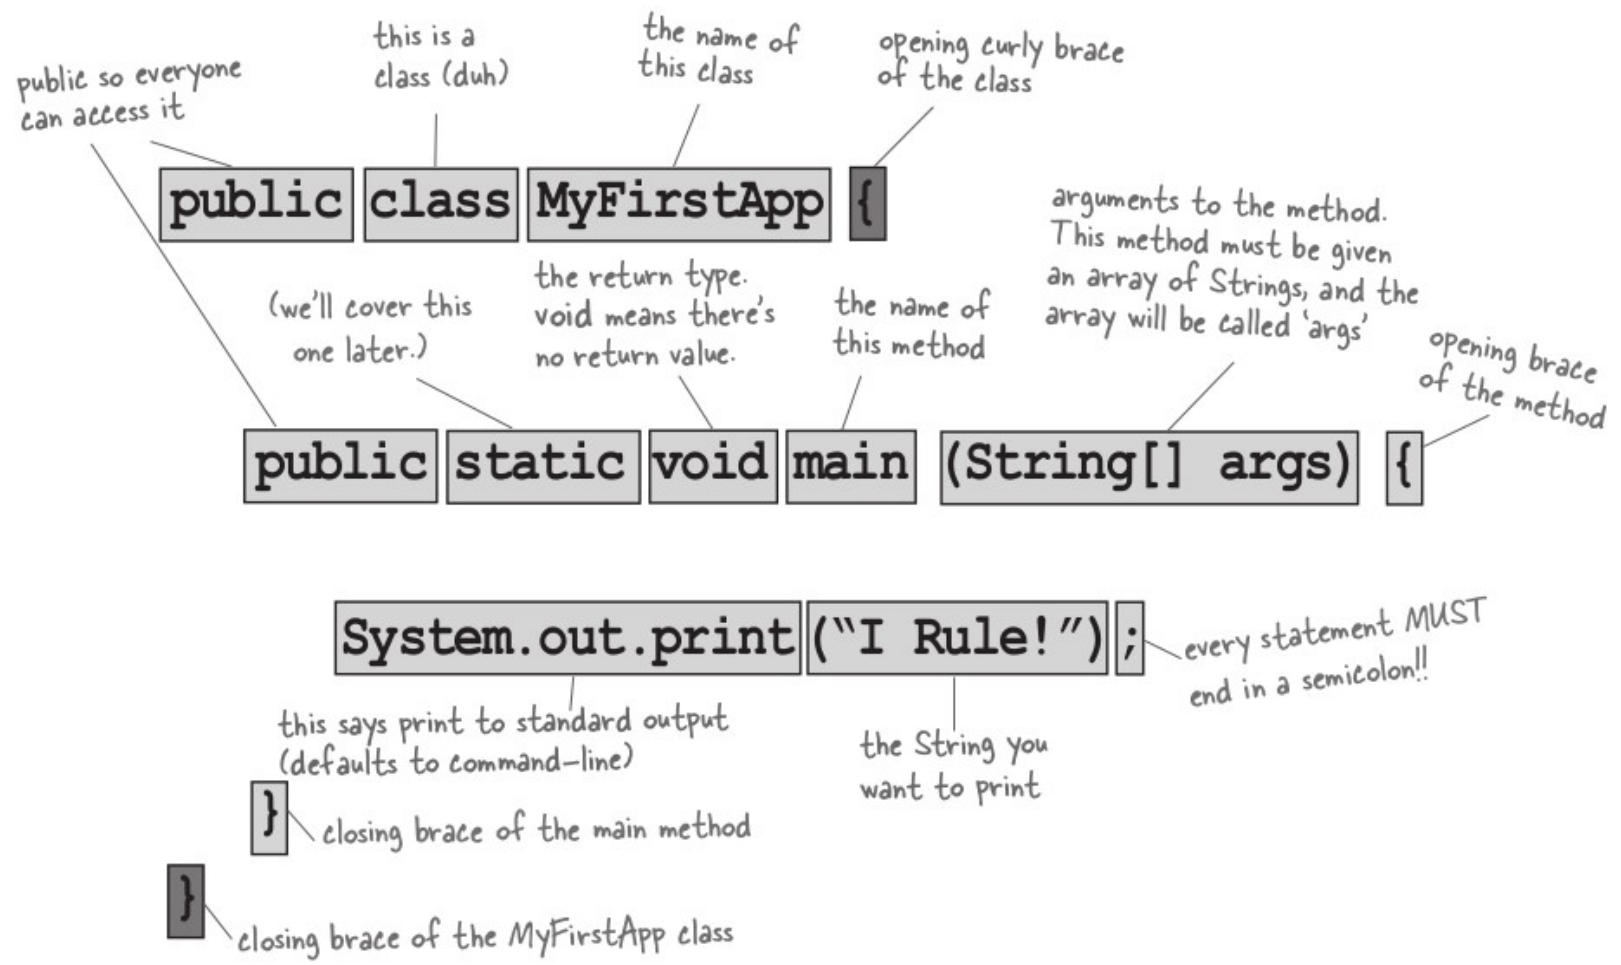 this is a
class (duh)
the name of
this class
opening curly brace
of the class
public so everyone
can access it
public class MyFirstApp {
arguments to the method.
This method must be given
an array of Strings, and the
array will be called 'args'
(we'll cover this
one later.)
the return type.
void means there's
no return value.
the name of
this method
opening brace
of the method
public static void main (String[] args) {
System.out.print (“I Rule!”) ;
every statement MUST
end in a semicolon!!
this says print to standard output
(defaults to command-line)
the String you
want to print
}
closing brace of the main method
}
closing brace of the MyFirstApp class